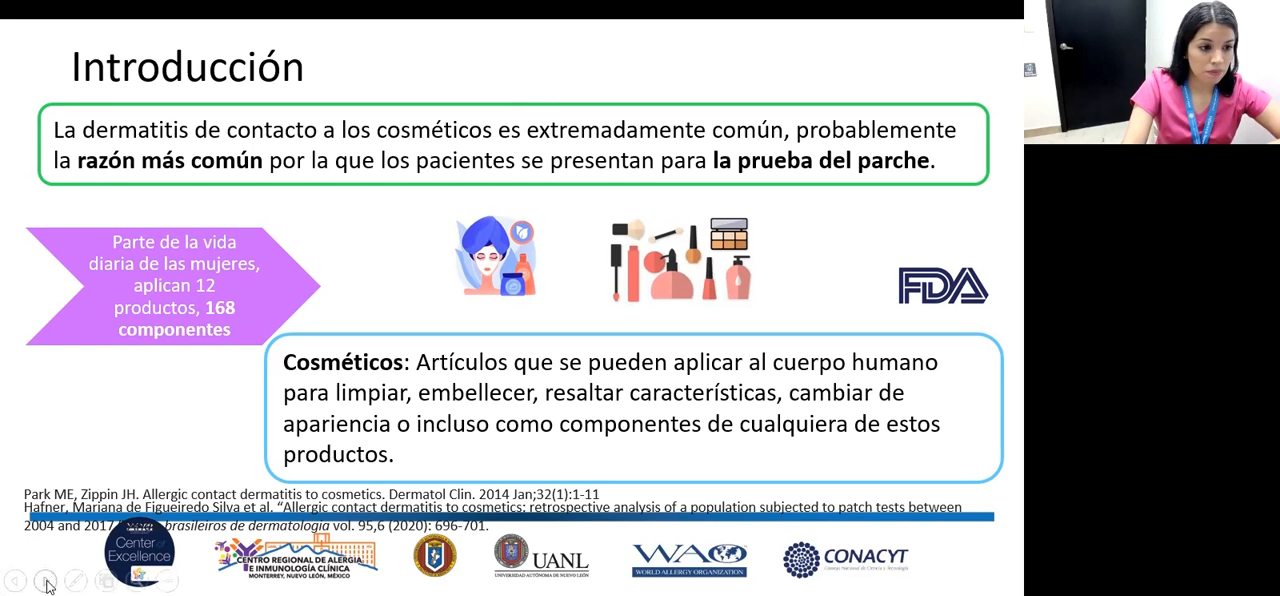 Introducción
La dermatitis de contacto a los cosméticos es extremadamente común, probablemente
la razón más común por la que los pacientes se presentan para la prueba del parche.
Parte de la vida
diaria de las mujeres,
aplican 12
productos, 168
componentes
FDA
Cosméticos: Artículos que se pueden aplicar al cuerpo humano
para limpiar, embellecer, resaltar características, cambiar de
apariencia o incluso como componentes de cualquiera de estos
productos.
Park ME, Zippin JH. Allergic contact dermatitis to cosmetics. Dermatol Clin. 2014 Jan;32(1):1-11
Hafner, Mariana de Figueiredo Silva et al. “Allergic contact dermatitis to cosmetics: retrospective analysis of a population subjected to patch tests between
2004 and 2017 brasileiros de dermatologia vol. 95,6 (2020): 696-701.
Center of
Excellence
CENTRO REGIONAL DE ALERGIA
E INMUNOLOGÍA CLÍNICA
MONTERREY, NUEVO LEÓN, MÉXICO
UANL
UNIVERSIDAD AUTÓNOMA DE NUEVO LEÓN
WAO
WORLD ALLERGY ORGANIZATION
CONACYT
Consejo Nacional de Ciencia y Tecnología